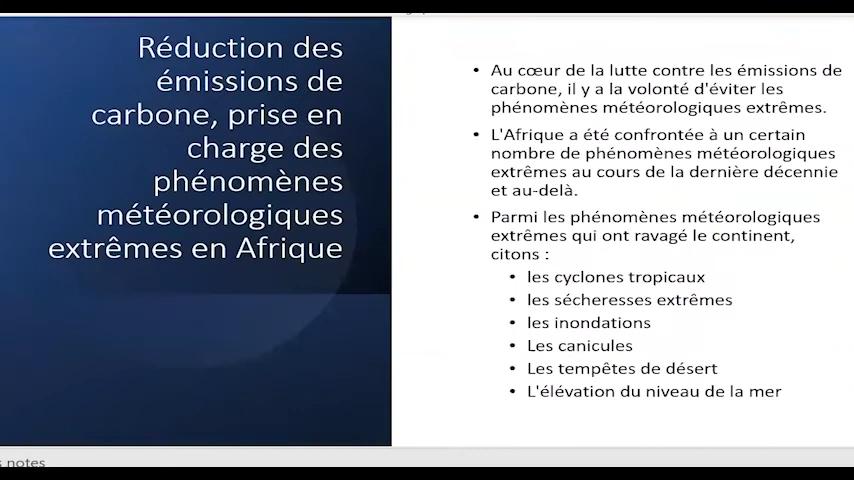 Réduction des
émissions de
carbone, prise en
charge des
phénomènes
météorologiques
extrêmes en Afrique
• Au cœur de la lutte contre les émissions de
carbone, il y a la volonté d'éviter les
phénomènes météorologiques extrêmes.
• L'Afrique a été confrontée à un certain
nombre de phénomènes météorologiques
extrêmes au cours de la dernière décennie
et au-delà.
• Parmi les phénomènes météorologiques
extrêmes qui ont ravagé le continent,
citons :
• les cyclones tropicaux
• les sécheresses extrêmes
• les inondations
• Les canicules
• Les tempêtes de désert
• L'élévation du niveau de la mer
notes